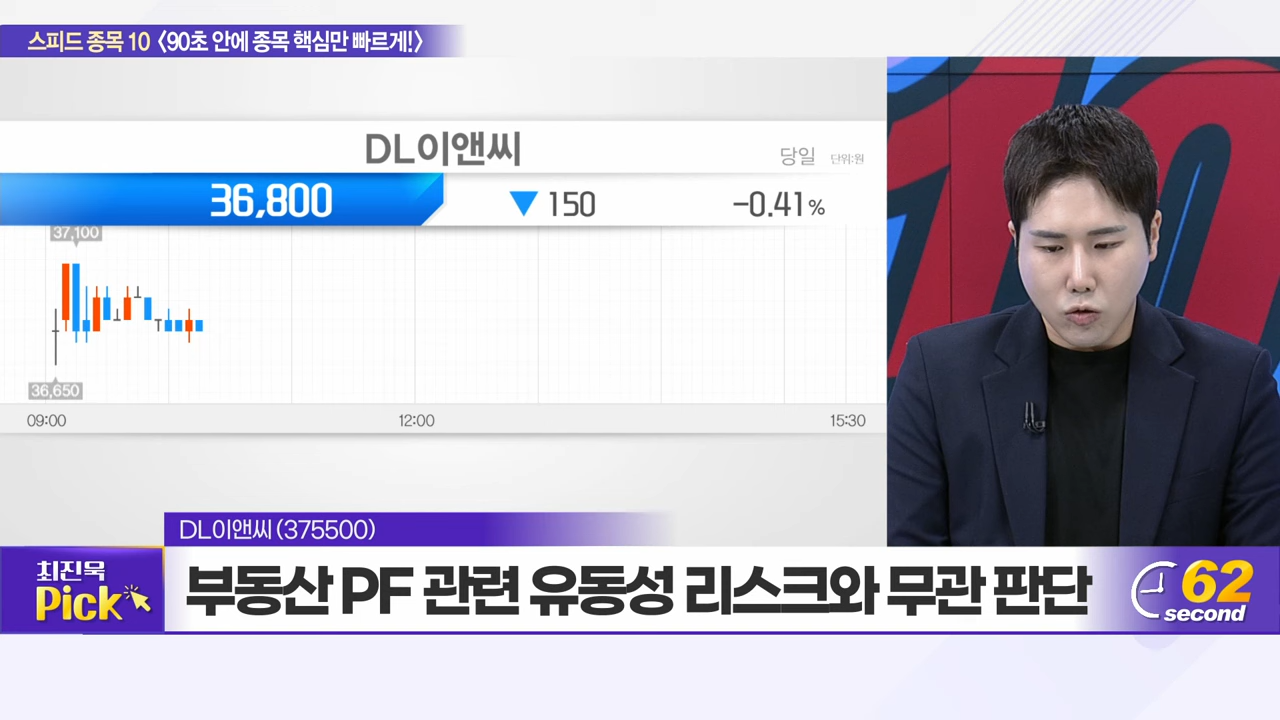 스피드 종목 10 〈90초 안에 종목 핵심만 빠르게!〉
DL이앤씨
당일 단위:원
36,800 ▼ 150 -0.41%
37,100
36,650
09:00 12:00 15:30
DL이앤씨 (375500)
최진욱
Pick
부동산 PF 관련 유동성 리스크와 무관 판단
62
second